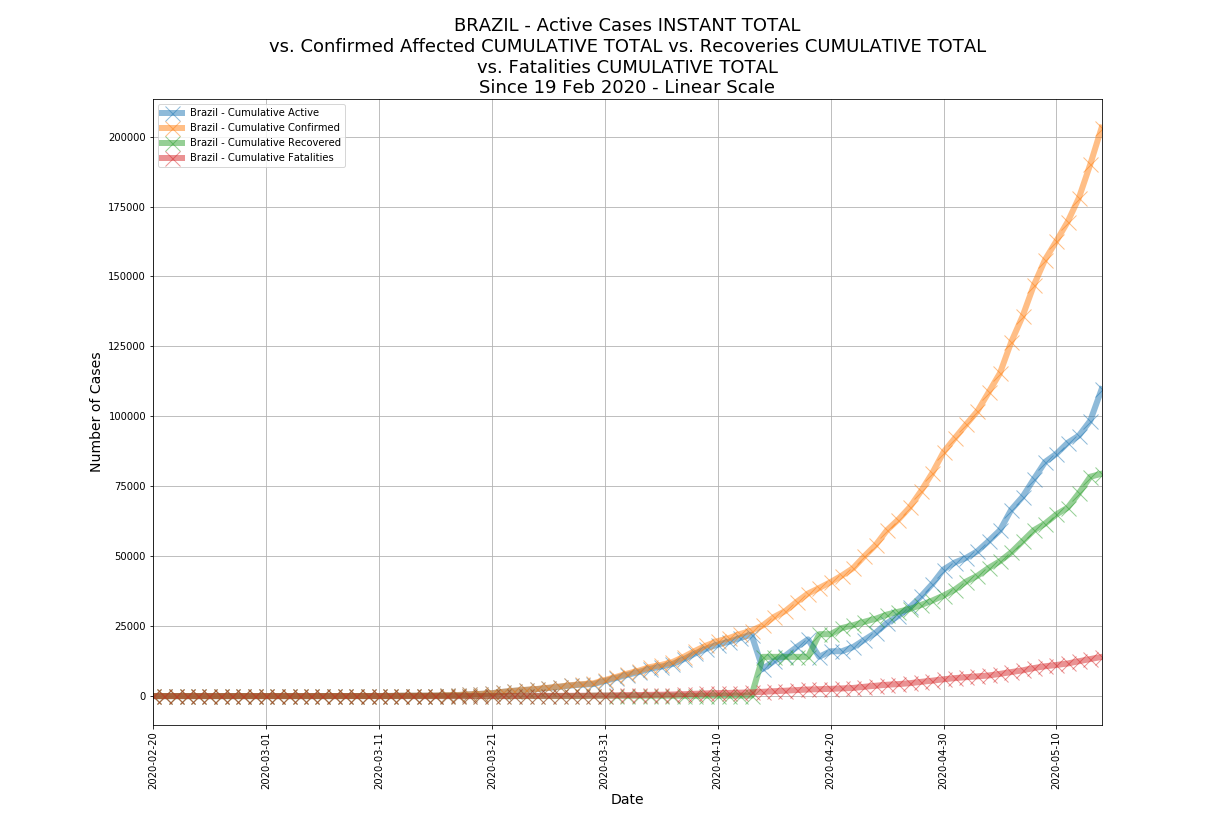 BRAZIL - Active Cases INSTANT TOTAL
vs. Confirmed Affected CUMULATIVE TOTAL vs. Recoveries CUMULATIVE TOTAL
vs. Fatalities CUMULATIVE TOTAL
Since 19 Feb 2020 - Linear Scale
Brazil - Cumulative Active
Brazil - Cumulative Confirmed
Brazil - Cumulative Recovered
Brazil - Cumulative Fatalities
200000
175000
150000
125000
100000
75000
50000
25000
0
Number of Cases
2020-02-20
2020-03-01
2020-03-11
2020-03-21
2020-03-31
2020-04-10
2020-04-20
2020-04-30
2020-05-10
Date